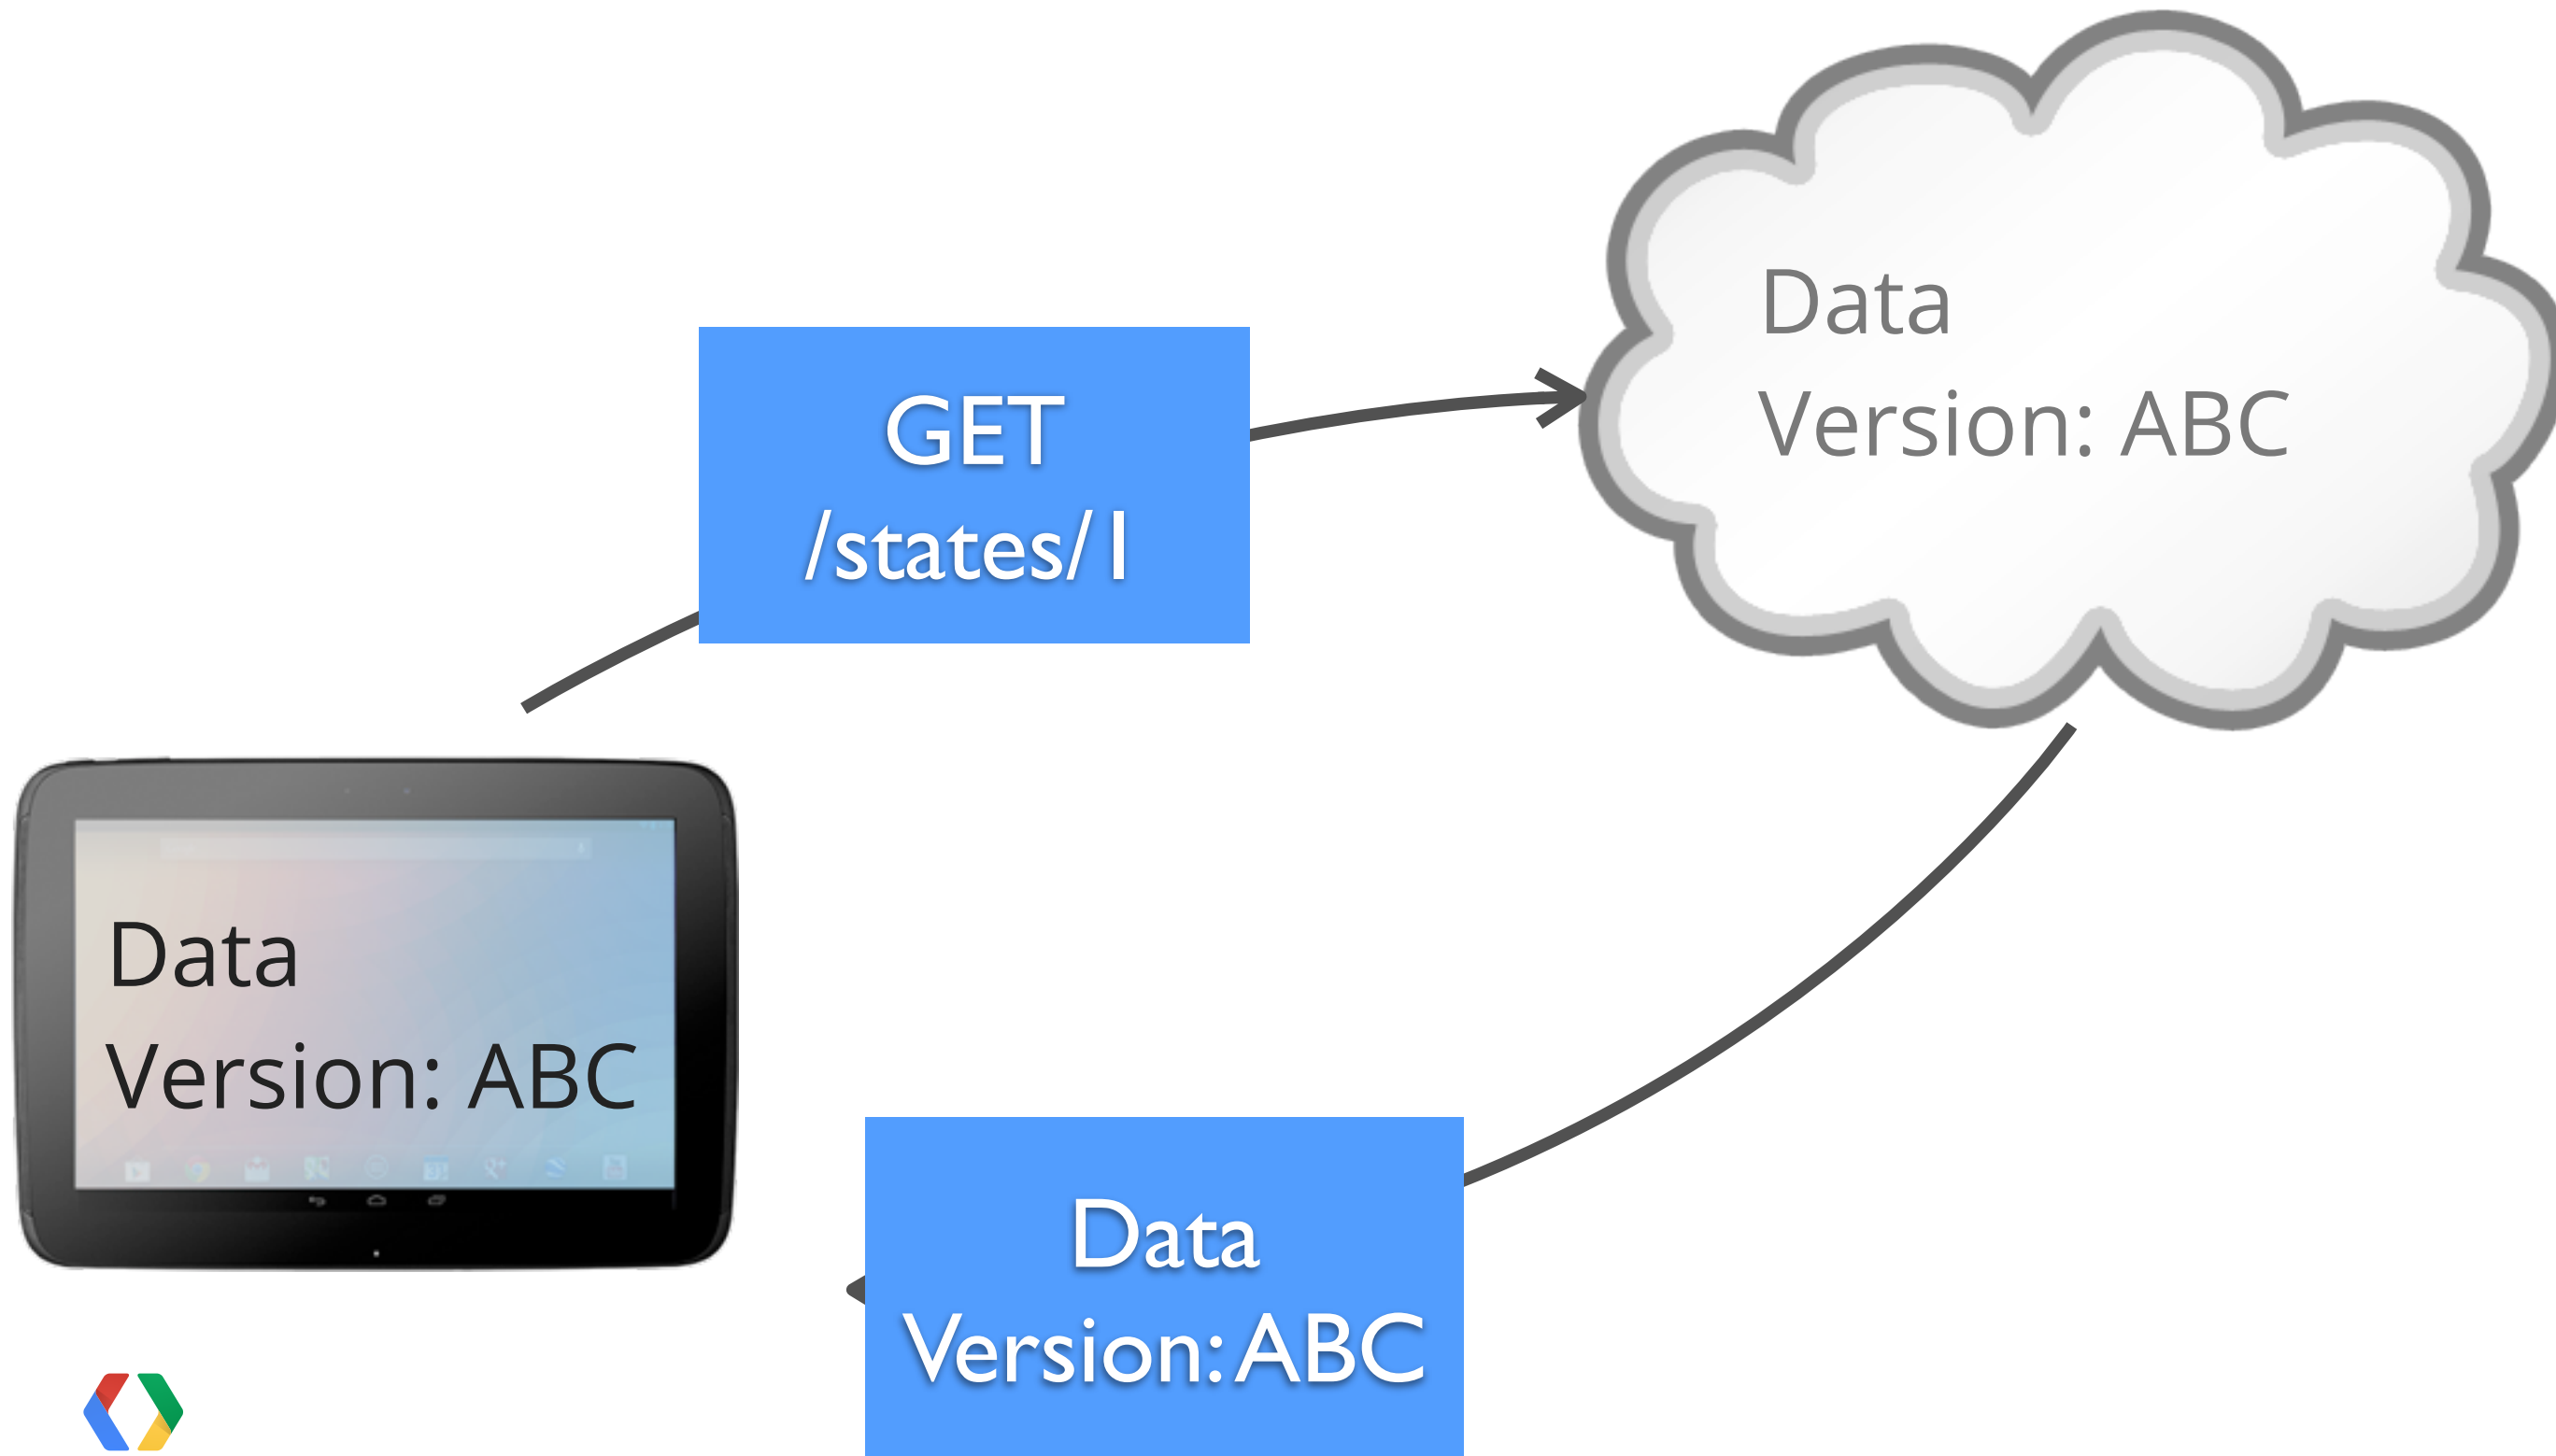 Data
Version: ABC
GET
/states/1
Data
Version: ABC
Data
Version: ABC